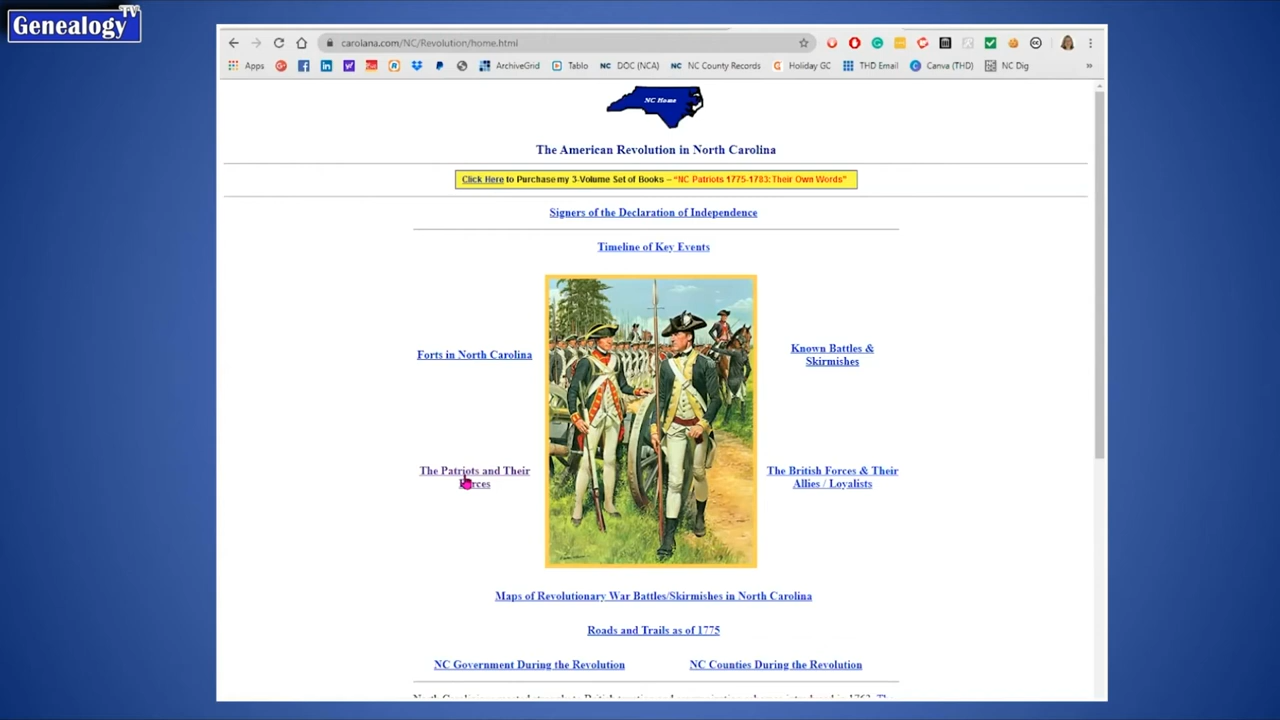 Genealogy TV
carolana.com/NC/Revolution/home.html
Apps ArchiveGrid Tablo NC DOC (NCA) NC NC County Records Holiday GC THD Email Canva (THD) NC Dig »
NC Home
The American Revolution in North Carolina
Click Here to Purchase my 3-Volume Set of Books – "NC Patriots 1775-1783: Their Own Words"
Signers of the Declaration of Independence
Timeline of Key Events
Forts in North Carolina
Known Battles &
Skirmishes
The Patriots and Their
Forces
The British Forces & Their
Allies / Loyalists
Maps of Revolutionary War Battles/Skirmishes in North Carolina
Roads and Trails as of 1775
NC Government During the Revolution
NC Counties During the Revolution